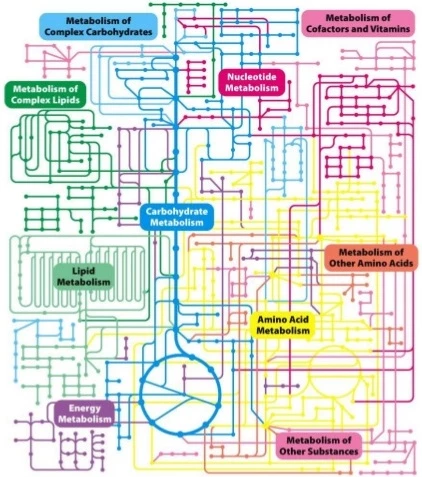 Metabolism of
Complex Carbohydrates
Metabolism of
Cofactors and Vitamins
Nucleotide
Metabolism
Metabolism of
Complex Lipids
Carbohydrate
Metabolism
Metabolism of
Other Amino Acids
Lipid
Metabolism
Amino Acid
Metabolism
Energy
Metabolism
Metabolism of
Other Substances